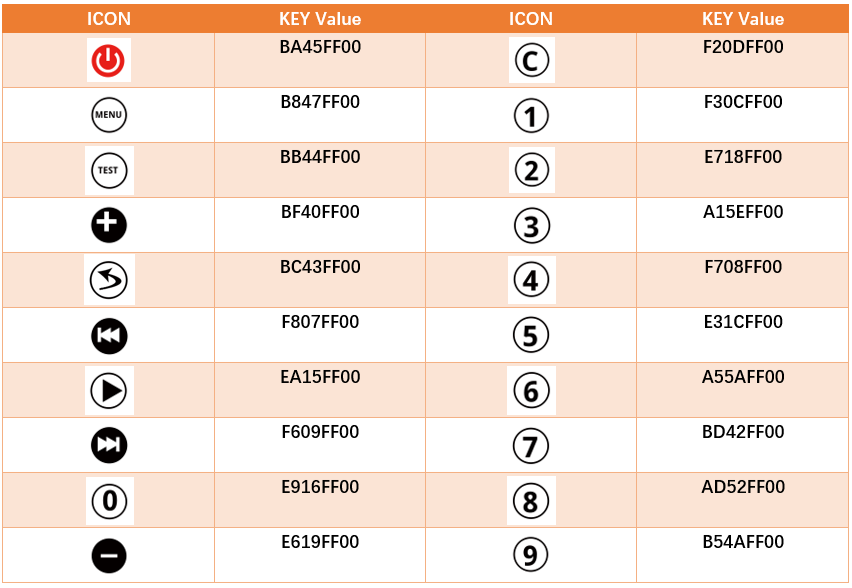 ICON KEY Value ICON KEY Value
BA45FF00 C F20DFF00
MENU B847FF00 1 F30CFF00
TEST BB44FF00 2 E718FF00
BF40FF00 3 A15EFF00
BC43FF00 4 F708FF00
F807FF00 5 E31CFF00
EA15FF00 6 A55AFF00
F609FF00 7 BD42FF00
0 E916FF00 8 AD52FF00
E619FF00 9 B54AFF00